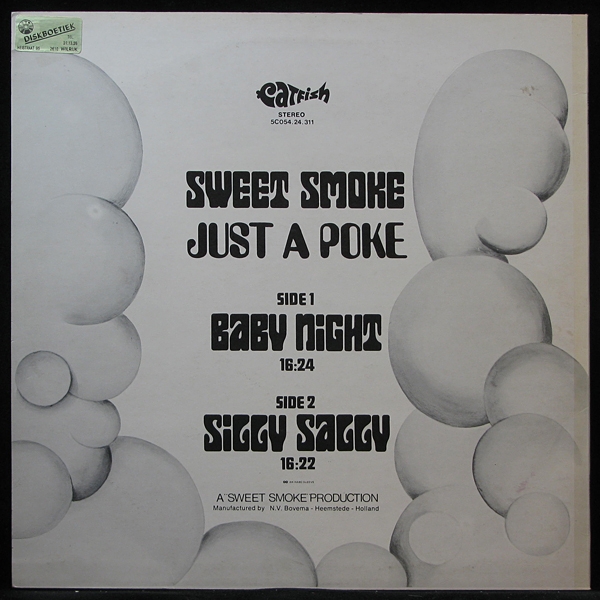 DISKBOETIEK
Catfish
STEREO
5C054.24.311
SWEET SMOKE
JUST A POKE
SIDE 1
BABY NIGHT
16:24
SIDE 2
SILLY SALLY
16:22
A "SWEET SMOKE" PRODUCTION
Manufactured by N.V. Bovema - Heemstede - Holland